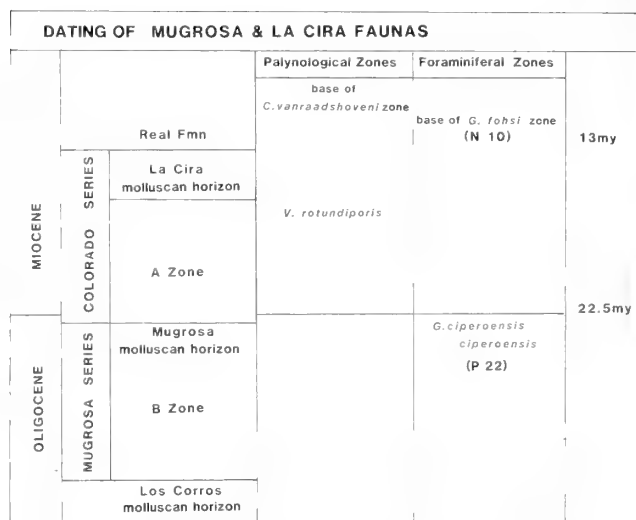 DATING OF MUGROSA & LA CIRA FAUNAS
Palynological Zones
Foraminiferal Zones
base of
C.vanraadshoveni zone
base of G. fohsi zone
(N 10)
13my
Real Fmn
MIOCENE
COLORADO SERIES
La Cira
molluscan horizon
V. rotundiporis
A Zone
22.5my
OLIGOCENE
MUGROSA SERIES
Mugrosa
molluscan horizon
G.ciperoensis
ciperoensis
(P 22)
B Zone
Los Corros
molluscan horizon